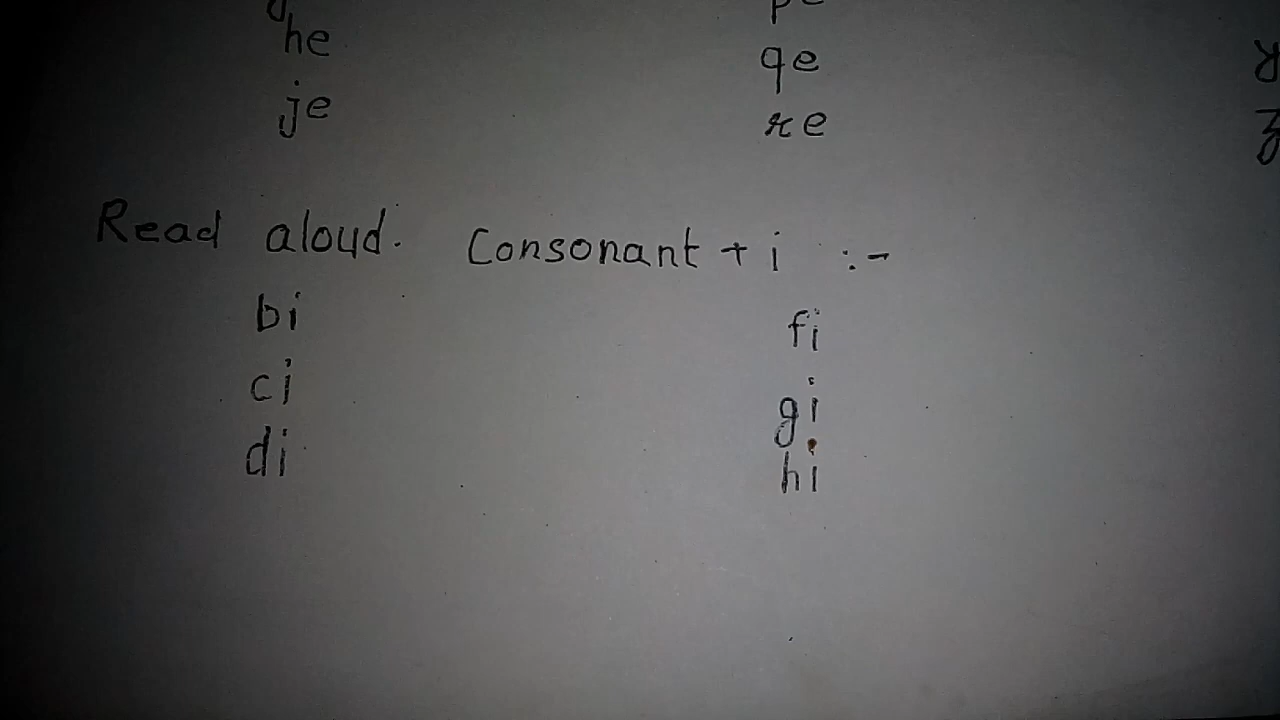 he qe
je re
Read aloud. Consonant + i :-
bi fi
ci gi
di hi